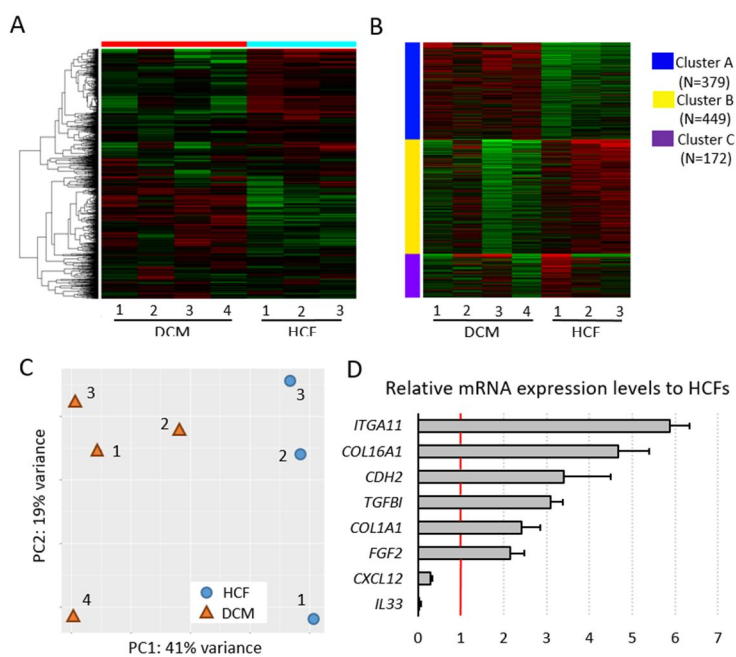 A
1 2 3 4 1 2 3
DCM HCF
B
Cluster A
(N=379)
Cluster B
(N=449)
Cluster C
(N=172)
1 2 3 4 1 2 3
DCM HCF
C
3
3
2
1
2
4
1
HCF
DCM
PC2: 19% variance
PC1: 41% variance
D
Relative mRNA expression levels to HCFs
ITGA11
COL16A1
CDH2
TGFBI
COL1A1
FGF2
CXCL12
IL33
0 1 2 3 4 5 6 7